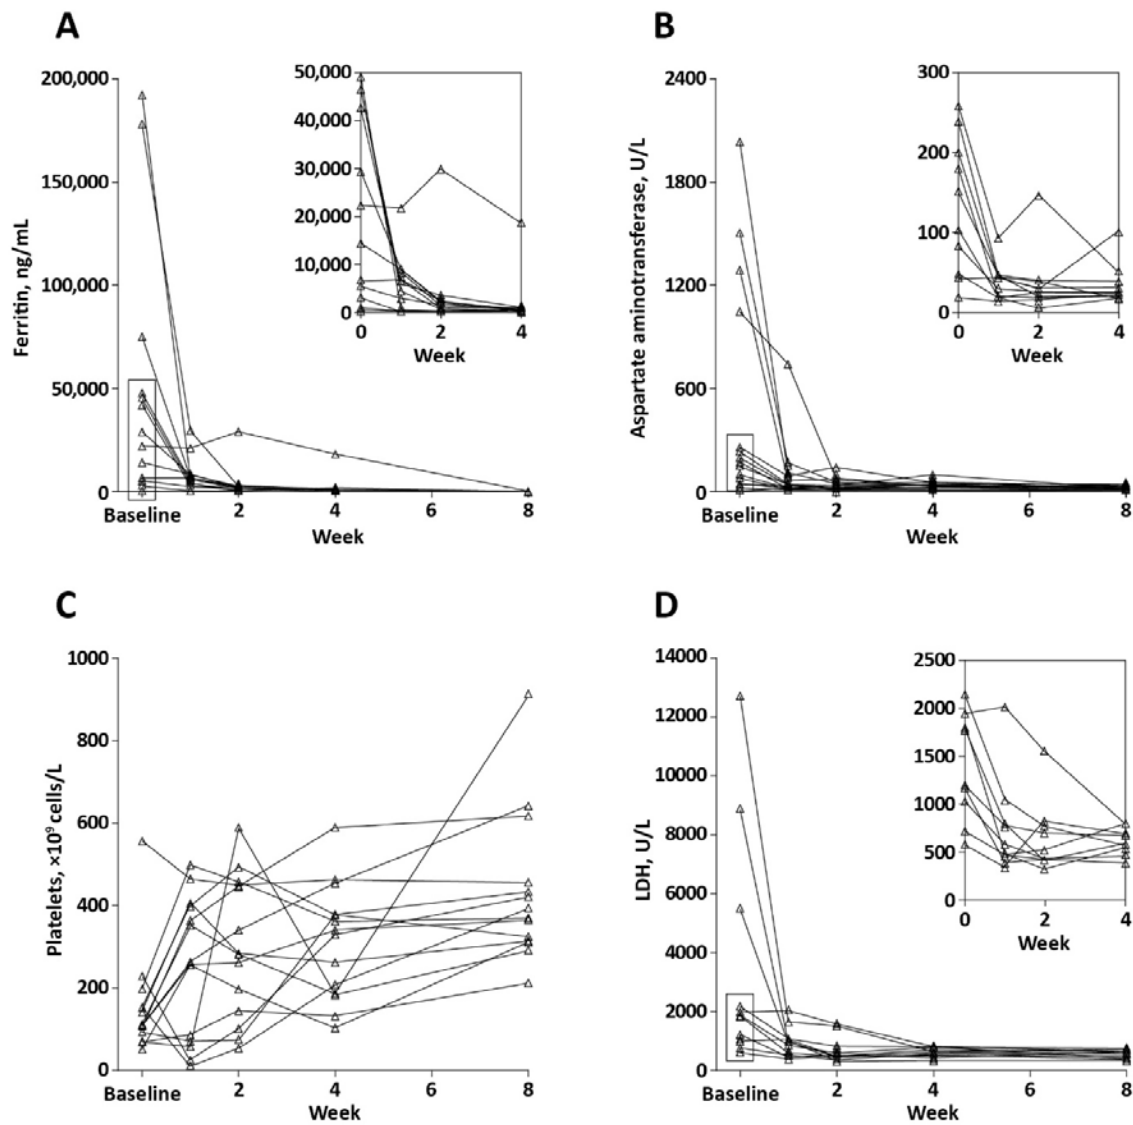 A
Ferritin, ng/mL
200,000
150,000
100,000
50,000
0
Baseline 2 4 6 8
Week
50,000
40,000
30,000
20,000
10,000
0
0 2 4
Week
B
Aspartate aminotransferase, U/L
2400
1800
1200
600
0
Baseline 2 4 6 8
Week
300
200
100
0
0 2 4
Week
C
Platelets, ×10⁹ cells/L
1000
800
600
400
200
0
Baseline 2 4 6 8
Week
D
LDH, U/L
14000
12000
10000
8000
6000
4000
2000
0
Baseline 2 4 6 8
Week
2500
2000
1500
1000
500
0
0 2 4
Week